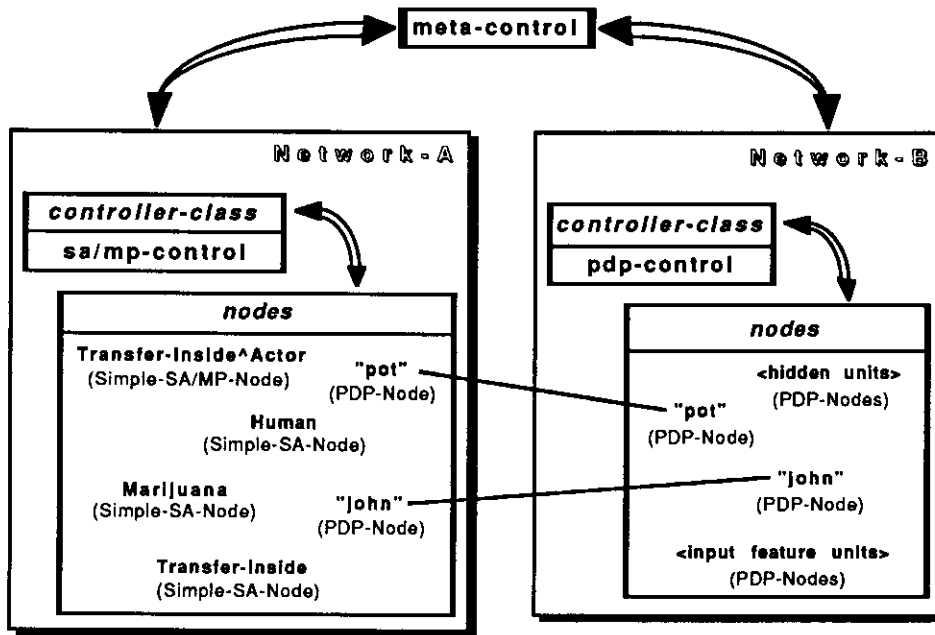 meta-control
Network-A
controller-class
sa/mp-control
nodes
Transfer-Inside^Actor
(Simple-SA/MP-Node)
"pot"
(PDP-Node)
Human
(Simple-SA-Node)
Marijuana
(Simple-SA-Node)
"john"
(PDP-Node)
Transfer-Inside
(Simple-SA-Node)
Network-B
controller-class
pdp-control
nodes
<hidden units>
(PDP-Nodes)
"pot"
(PDP-Node)
"john"
(PDP-Node)
<input feature units>
(PDP-Nodes)